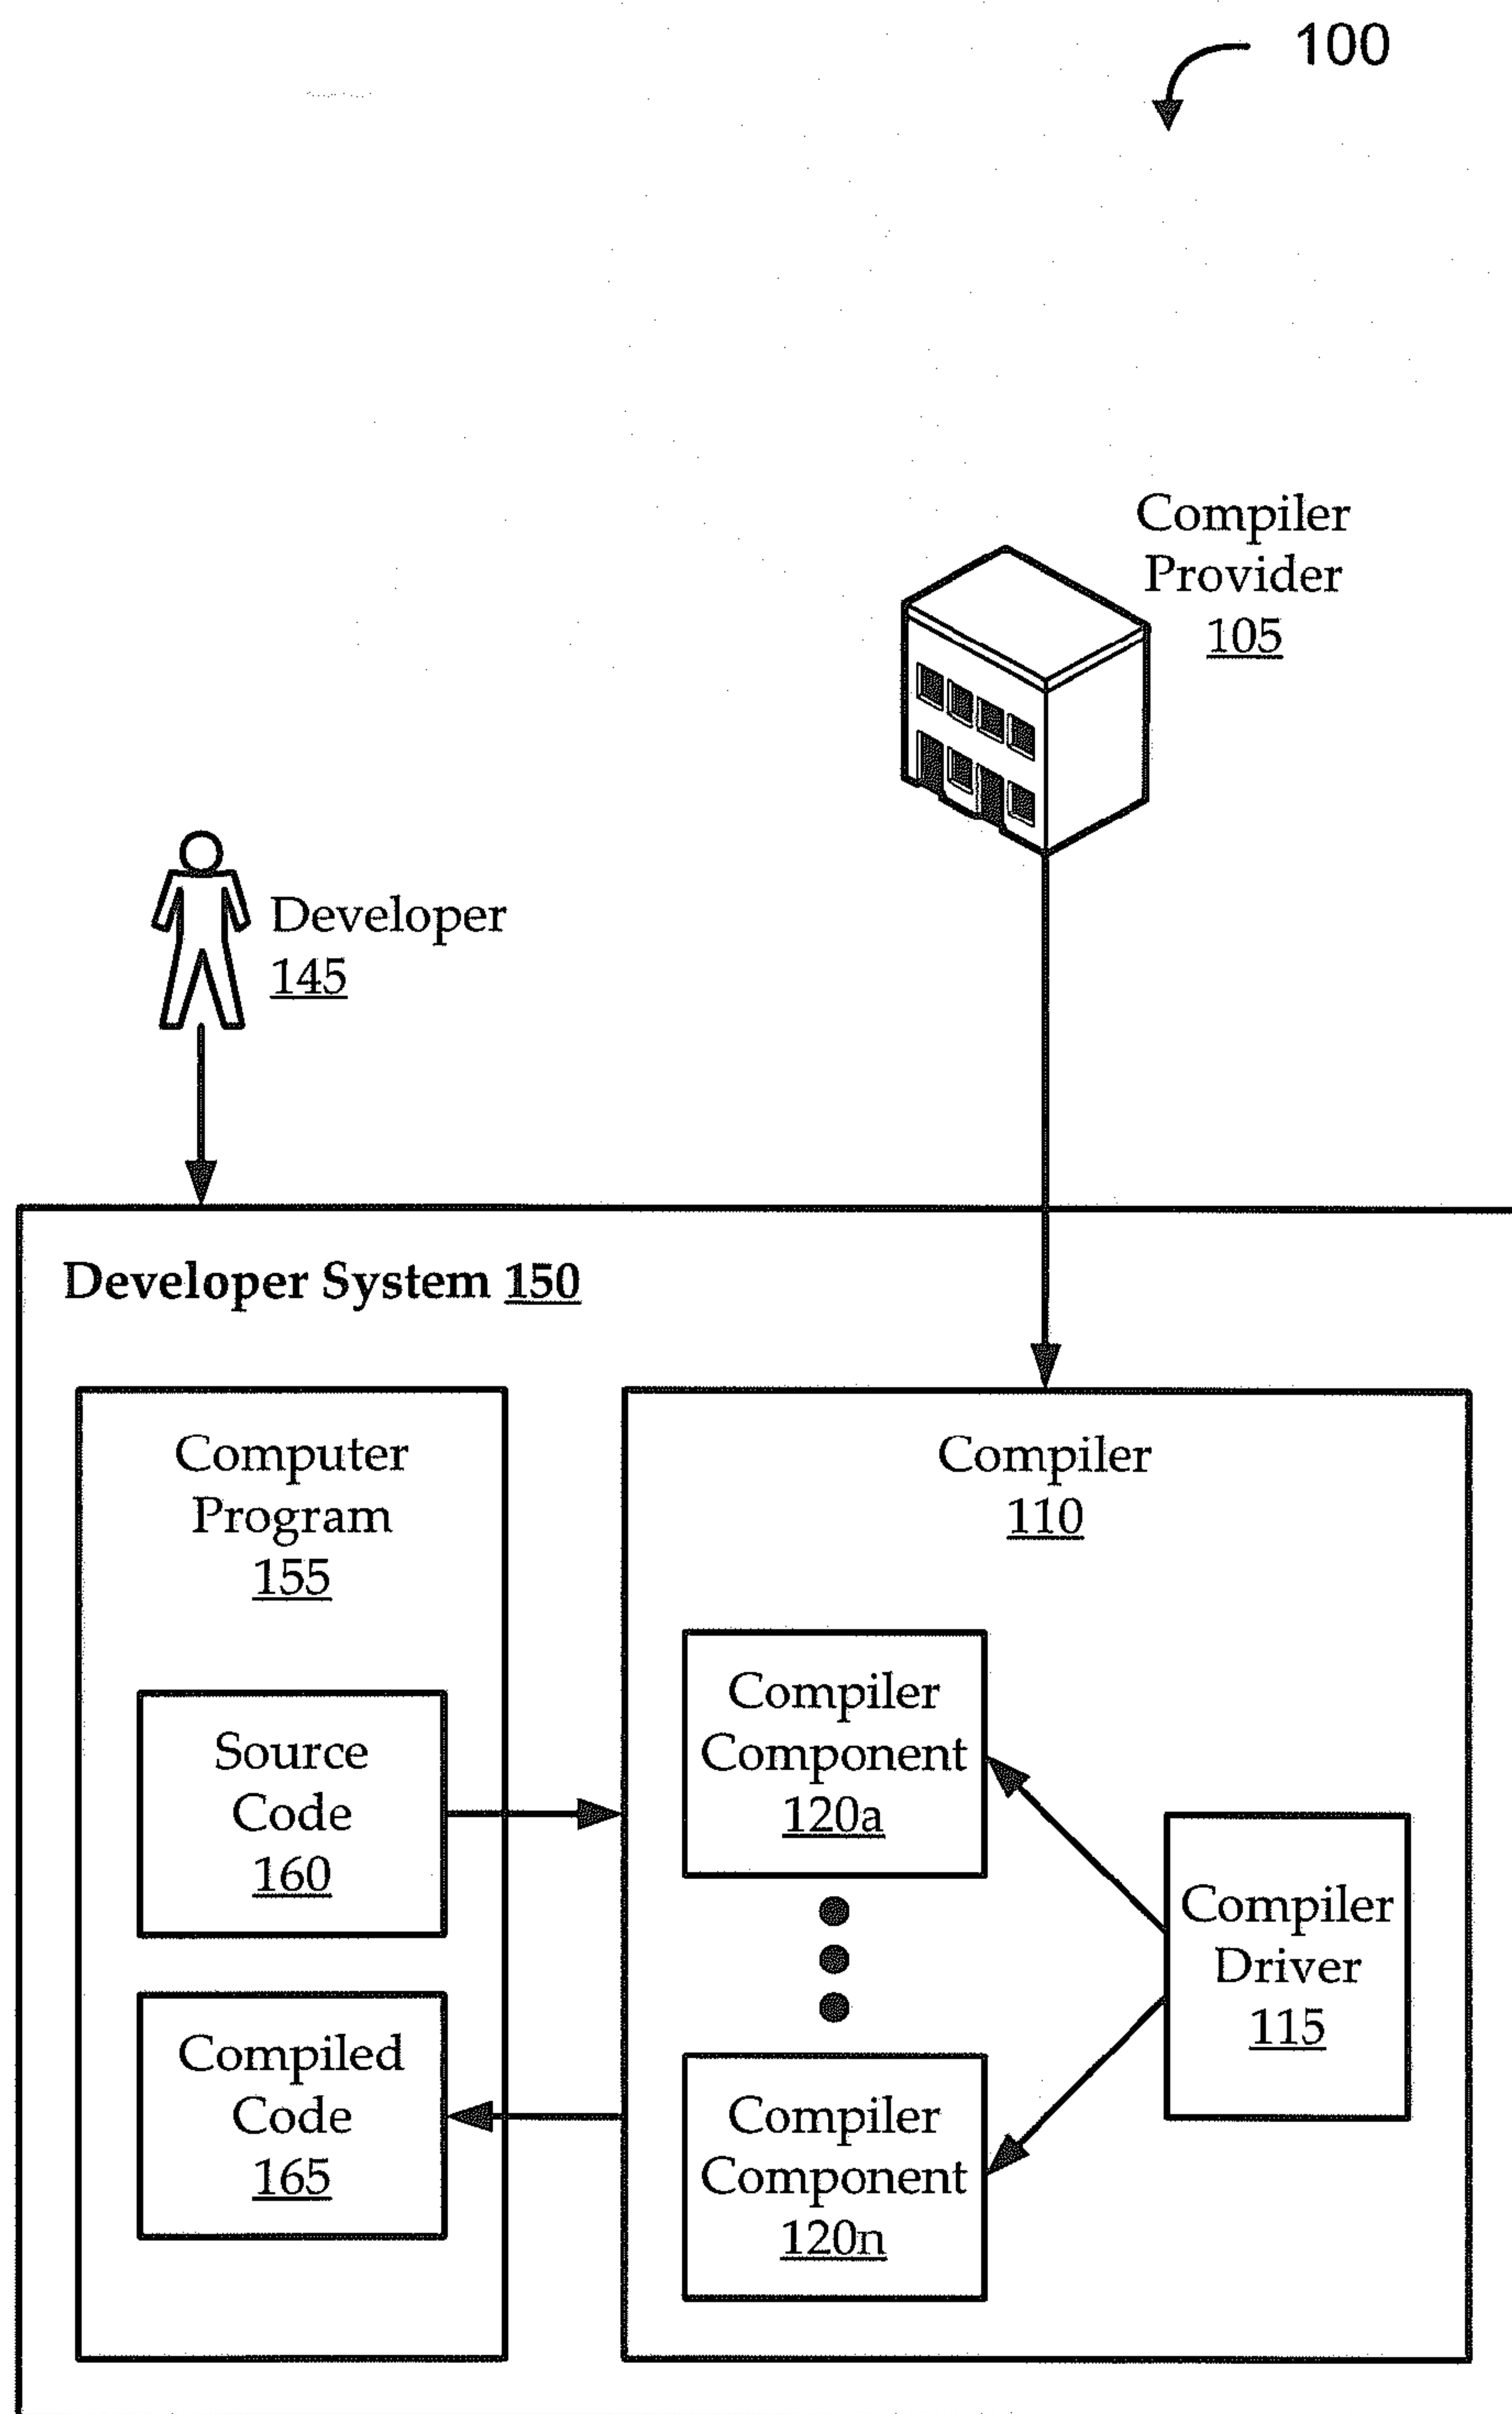 100
Compiler
Provider
105
Developer
145
Developer System 150
Computer
Program
155
Compiler
110
Source
Code
160
Compiled
Code
165
Compiler
Component
120a
Compiler
Component
120n
Compiler
Driver
115